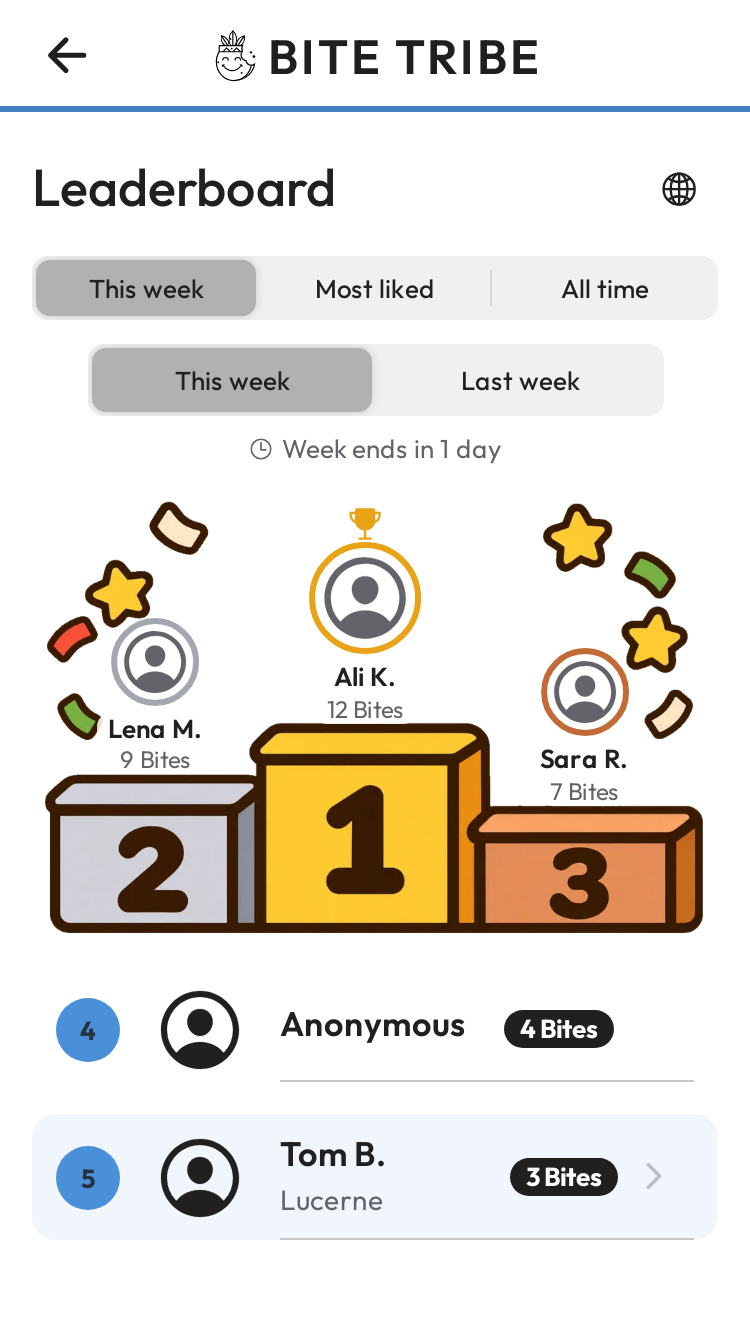 BITE TRIBE
Leaderboard
This week
Most liked
All time
This week
Last week
Week ends in 1 day
Ali K.
12 Bites
Lena M.
9 Bites
Sara R.
7 Bites
2
1
3
4
Anonymous
4 Bites
5
Tom B.
Lucerne
3 Bites